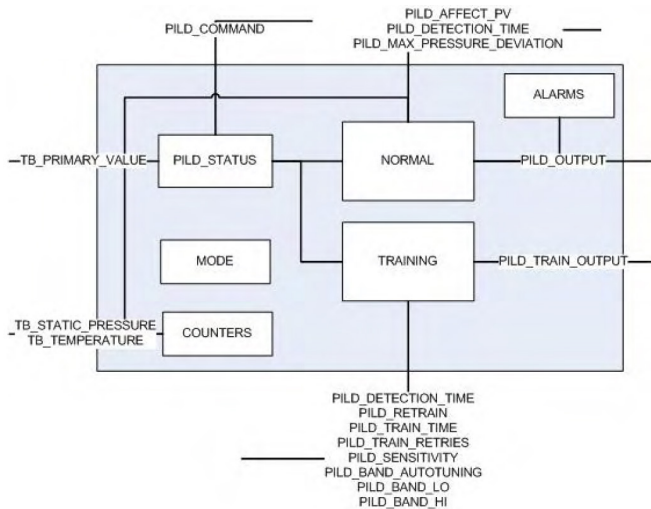 PILD_COMMAND
PILD_AFFECT_PV
PILD_DETECTION_TIME
PILD_MAX_PRESSURE_DEVIATION
ALARMS
TB_PRIMARY_VALUE
PILD_STATUS
NORMAL
PILD_OUTPUT
MODE
TRAINING
PILD_TRAIN_OUTPUT
TB_STATIC_PRESSURE
TB_TEMPERATURE
COUNTERS
PILD_DETECTION_TIME
PILD_RETRAIN
PILD_TRAIN_TIME
PILD_TRAIN_RETRIES
PILD_SENSITIVITY
PILD_BAND_AUTOTUNING
PILD_BAND_LO
PILD_BAND_HI